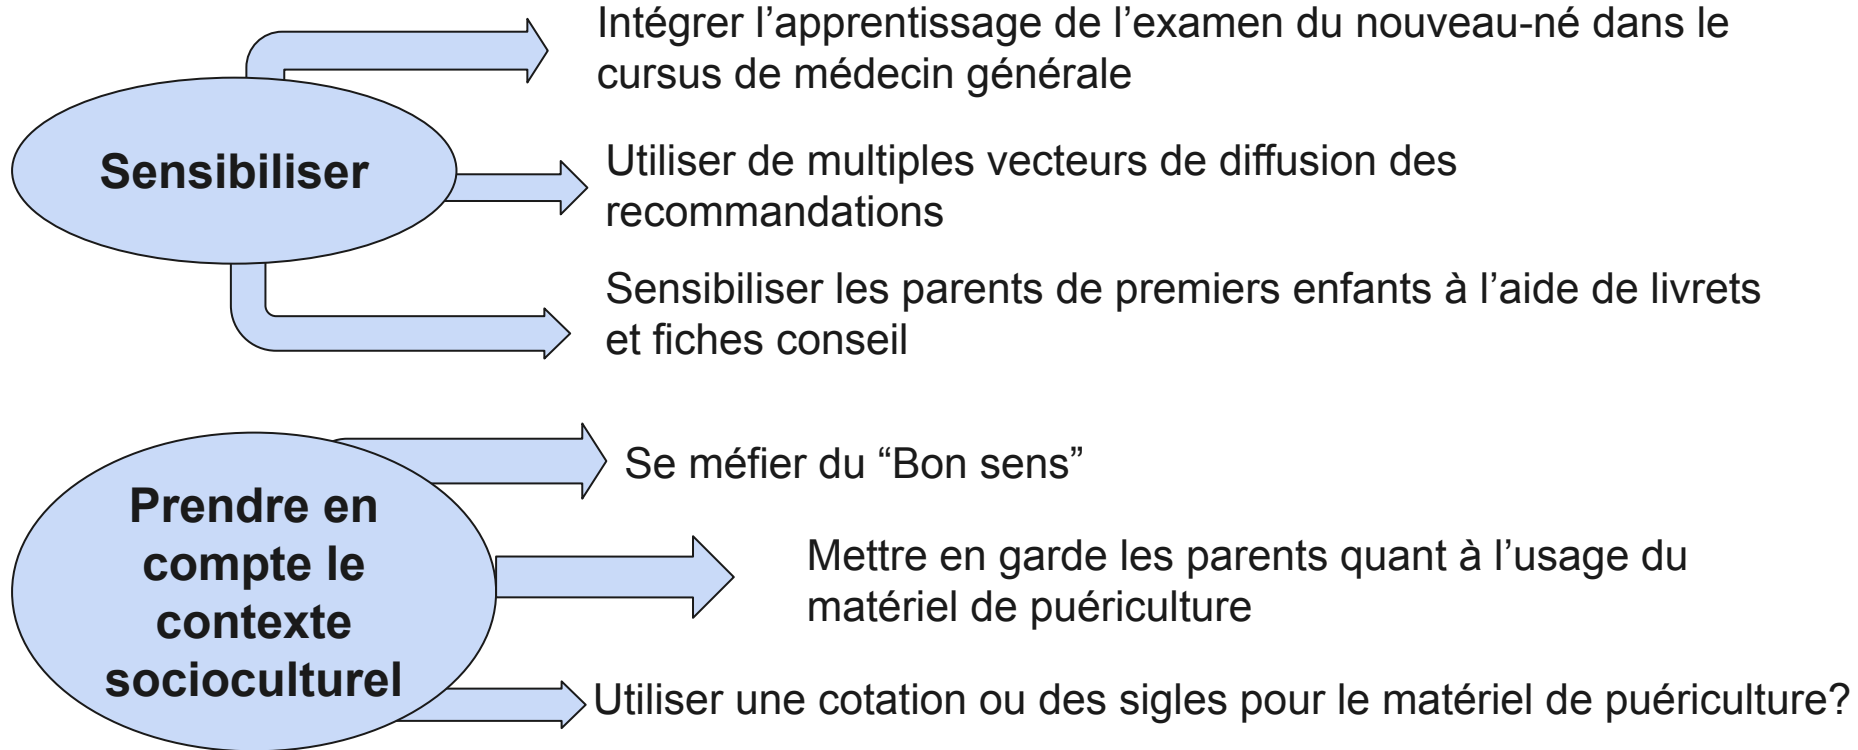 Intégrer l’apprentissage de l’examen du nouveau-né dans le
cursus de médecin générale
Sensibiliser
Utiliser de multiples vecteurs de diffusion des
recommandations
Sensibiliser les parents de premiers enfants à l’aide de livrets
et fiches conseil
Prendre en
compte le
contexte
socioculturel
Se méfier du “Bon sens”
Mettre en garde les parents quant à l’usage du
matériel de puériculture
Utiliser une cotation ou des sigles pour le matériel de puériculture?